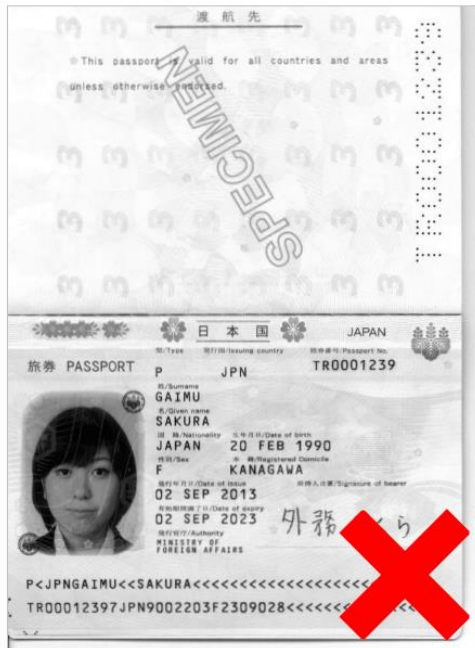 渡航先
This passport is valid for all countries and areas
unless otherwise endorsed.
SPECIMEN
TR0001239
日本国 JAPAN
型/Type 発行国/Issuing country 旅券番号/Passport No.
旅券 PASSPORT P JPN TR0001239
姓/Surname
GAIMU
名/Given name
SAKURA
国籍/Nationality 生年月日/Date of birth
JAPAN 20 FEB 1990
性別/Sex 本籍/Registered Domicile
F KANAGAWA
発行年月日/Date of issue 所持人自署/Signature of bearer
02 SEP 2013
有効期間満了日/Date of expiry
02 SEP 2023
外務 くら
発行官庁/Authority
MINISTRY OF
FOREIGN AFFAIRS
P<JPNGAIMU<<SAKURA<<<<<<<<<<<<<<<<<<<<
TR00012397JPN9002203F2309028<<<<<<